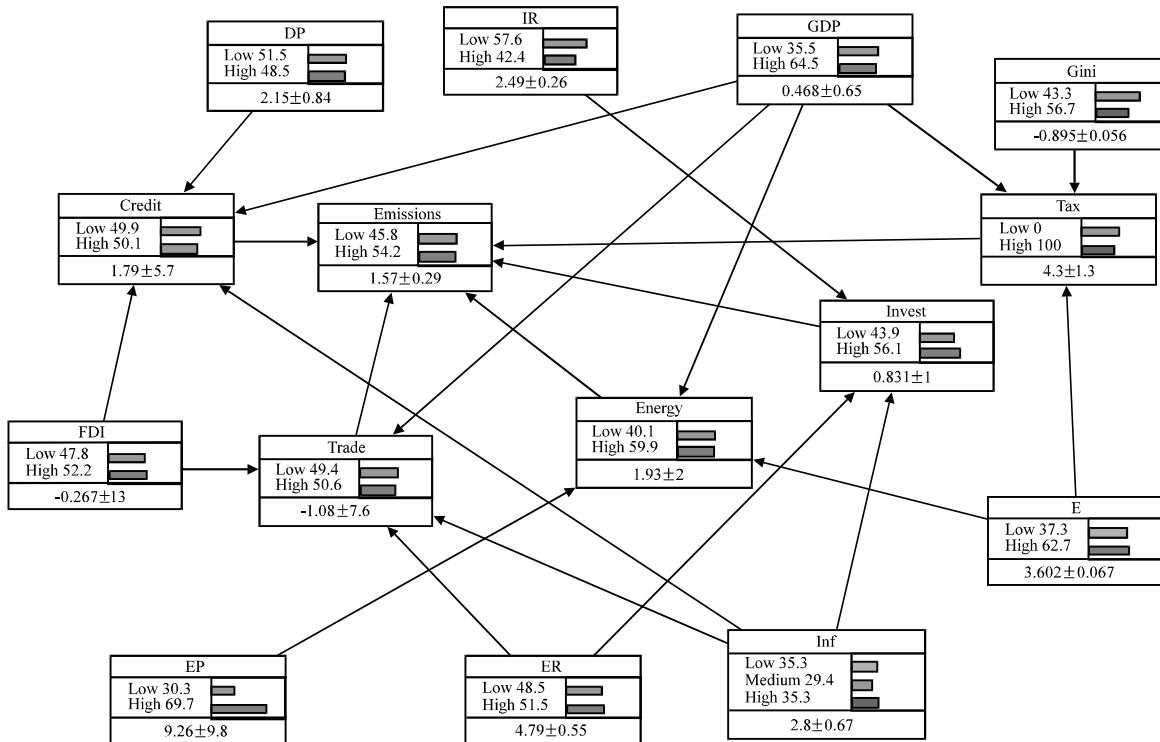 DP
Low 51.5
High 48.5
2.15±0.84
IR
Low 57.6
High 42.4
2.49±0.26
GDP
Low 35.5
High 64.5
0.468±0.65
Gini
Low 43.3
High 56.7
-0.895±0.056
Credit
Low 49.9
High 50.1
1.79±5.7
Emissions
Low 45.8
High 54.2
1.57±0.29
Tax
Low 0
High 100
4.3±1.3
Invest
Low 43.9
High 56.1
0.831±1
FDI
Low 47.8
High 52.2
-0.267±13
Trade
Low 49.4
High 50.6
-1.08±7.6
Energy
Low 40.1
High 59.9
1.93±2
E
Low 37.3
High 62.7
3.602±0.067
EP
Low 30.3
High 69.7
9.26±9.8
ER
Low 48.5
High 51.5
4.79±0.55
Inf
Low 35.3
Medium 29.4
High 35.3
2.8±0.67